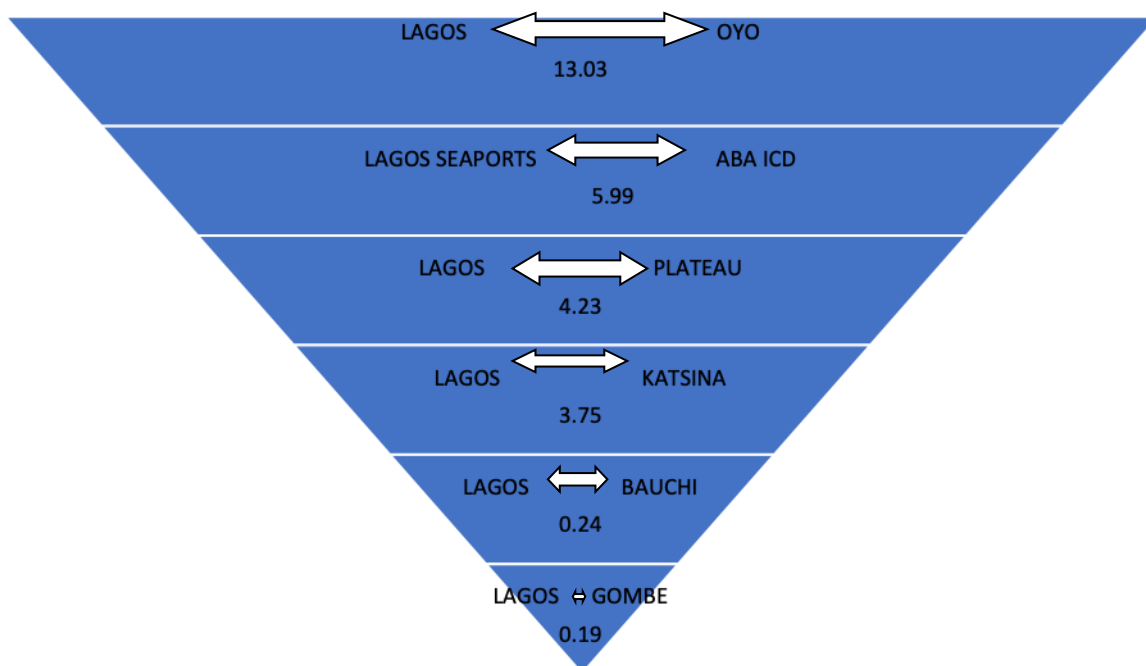 LAGOS OYO
13.03
LAGOS SEAPORTS ABA ICD
5.99
LAGOS PLATEAU
4.23
LAGOS KATSINA
3.75
LAGOS BAUCHI
0.24
LAGOS GOMBE
0.19